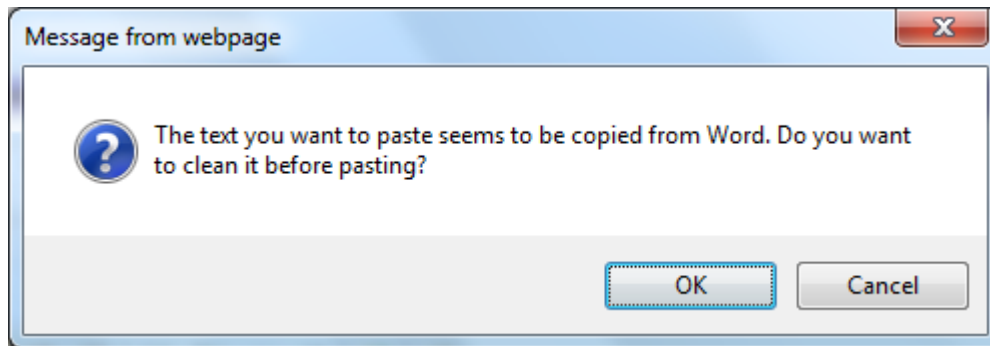 Message from webpage
The text you want to paste seems to be copied from Word. Do you want
to clean it before pasting?
OK
Cancel